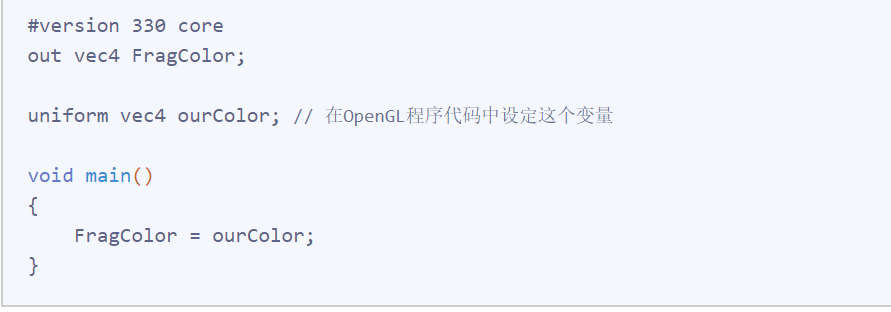 #version 330 core
out vec4 FragColor;
uniform vec4 ourColor; // 在OpenGL程序代码中设定这个变量
void main()
{
    FragColor = ourColor;
}